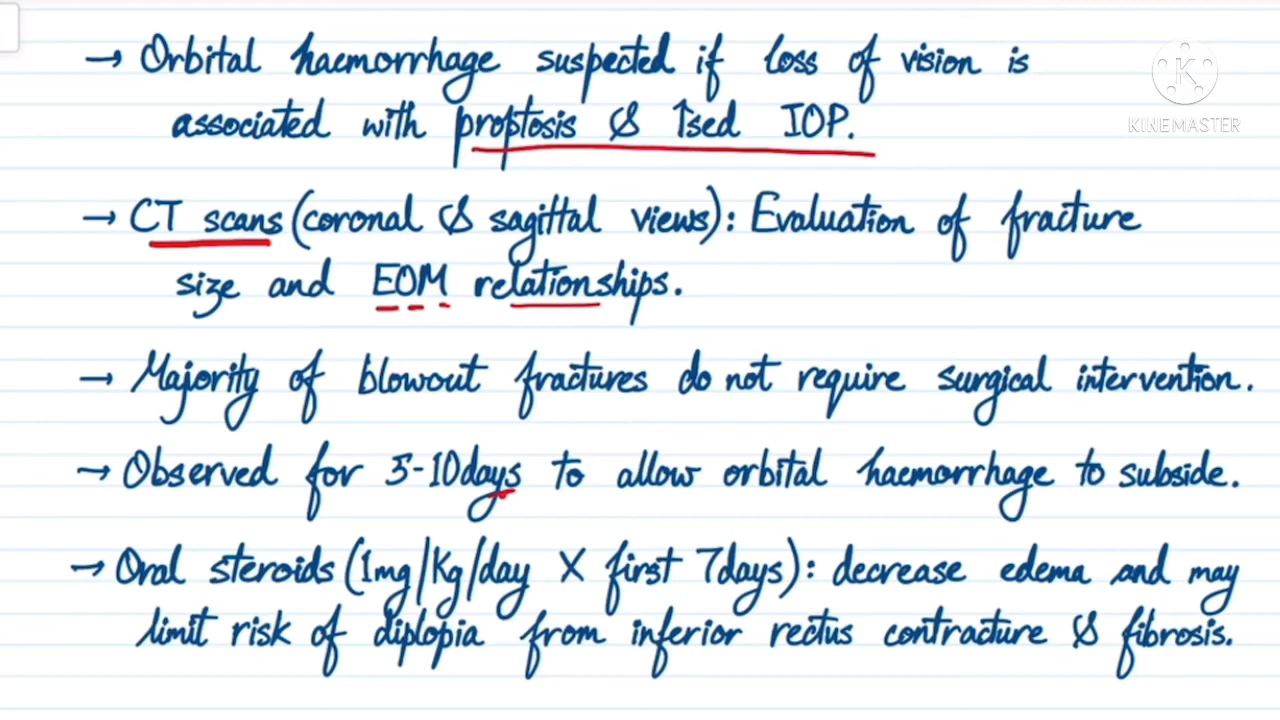 → Orbital haemorrhage suspected if loss of vision is
associated with proptosis & ↑sed IOP.
→ CT scans (coronal & sagittal views): Evaluation of fracture
size and EOM relationships.
→ Majority of blowout fractures do not require surgical intervention.
→ Observed for 5-10days to allow orbital haemorrhage to subside.
→ Oral steroids (1mg/Kg/day X first 7days): decrease edema and may
limit risk of diplopia from inferior rectus contracture & fibrosis.
K
KINEMASTER